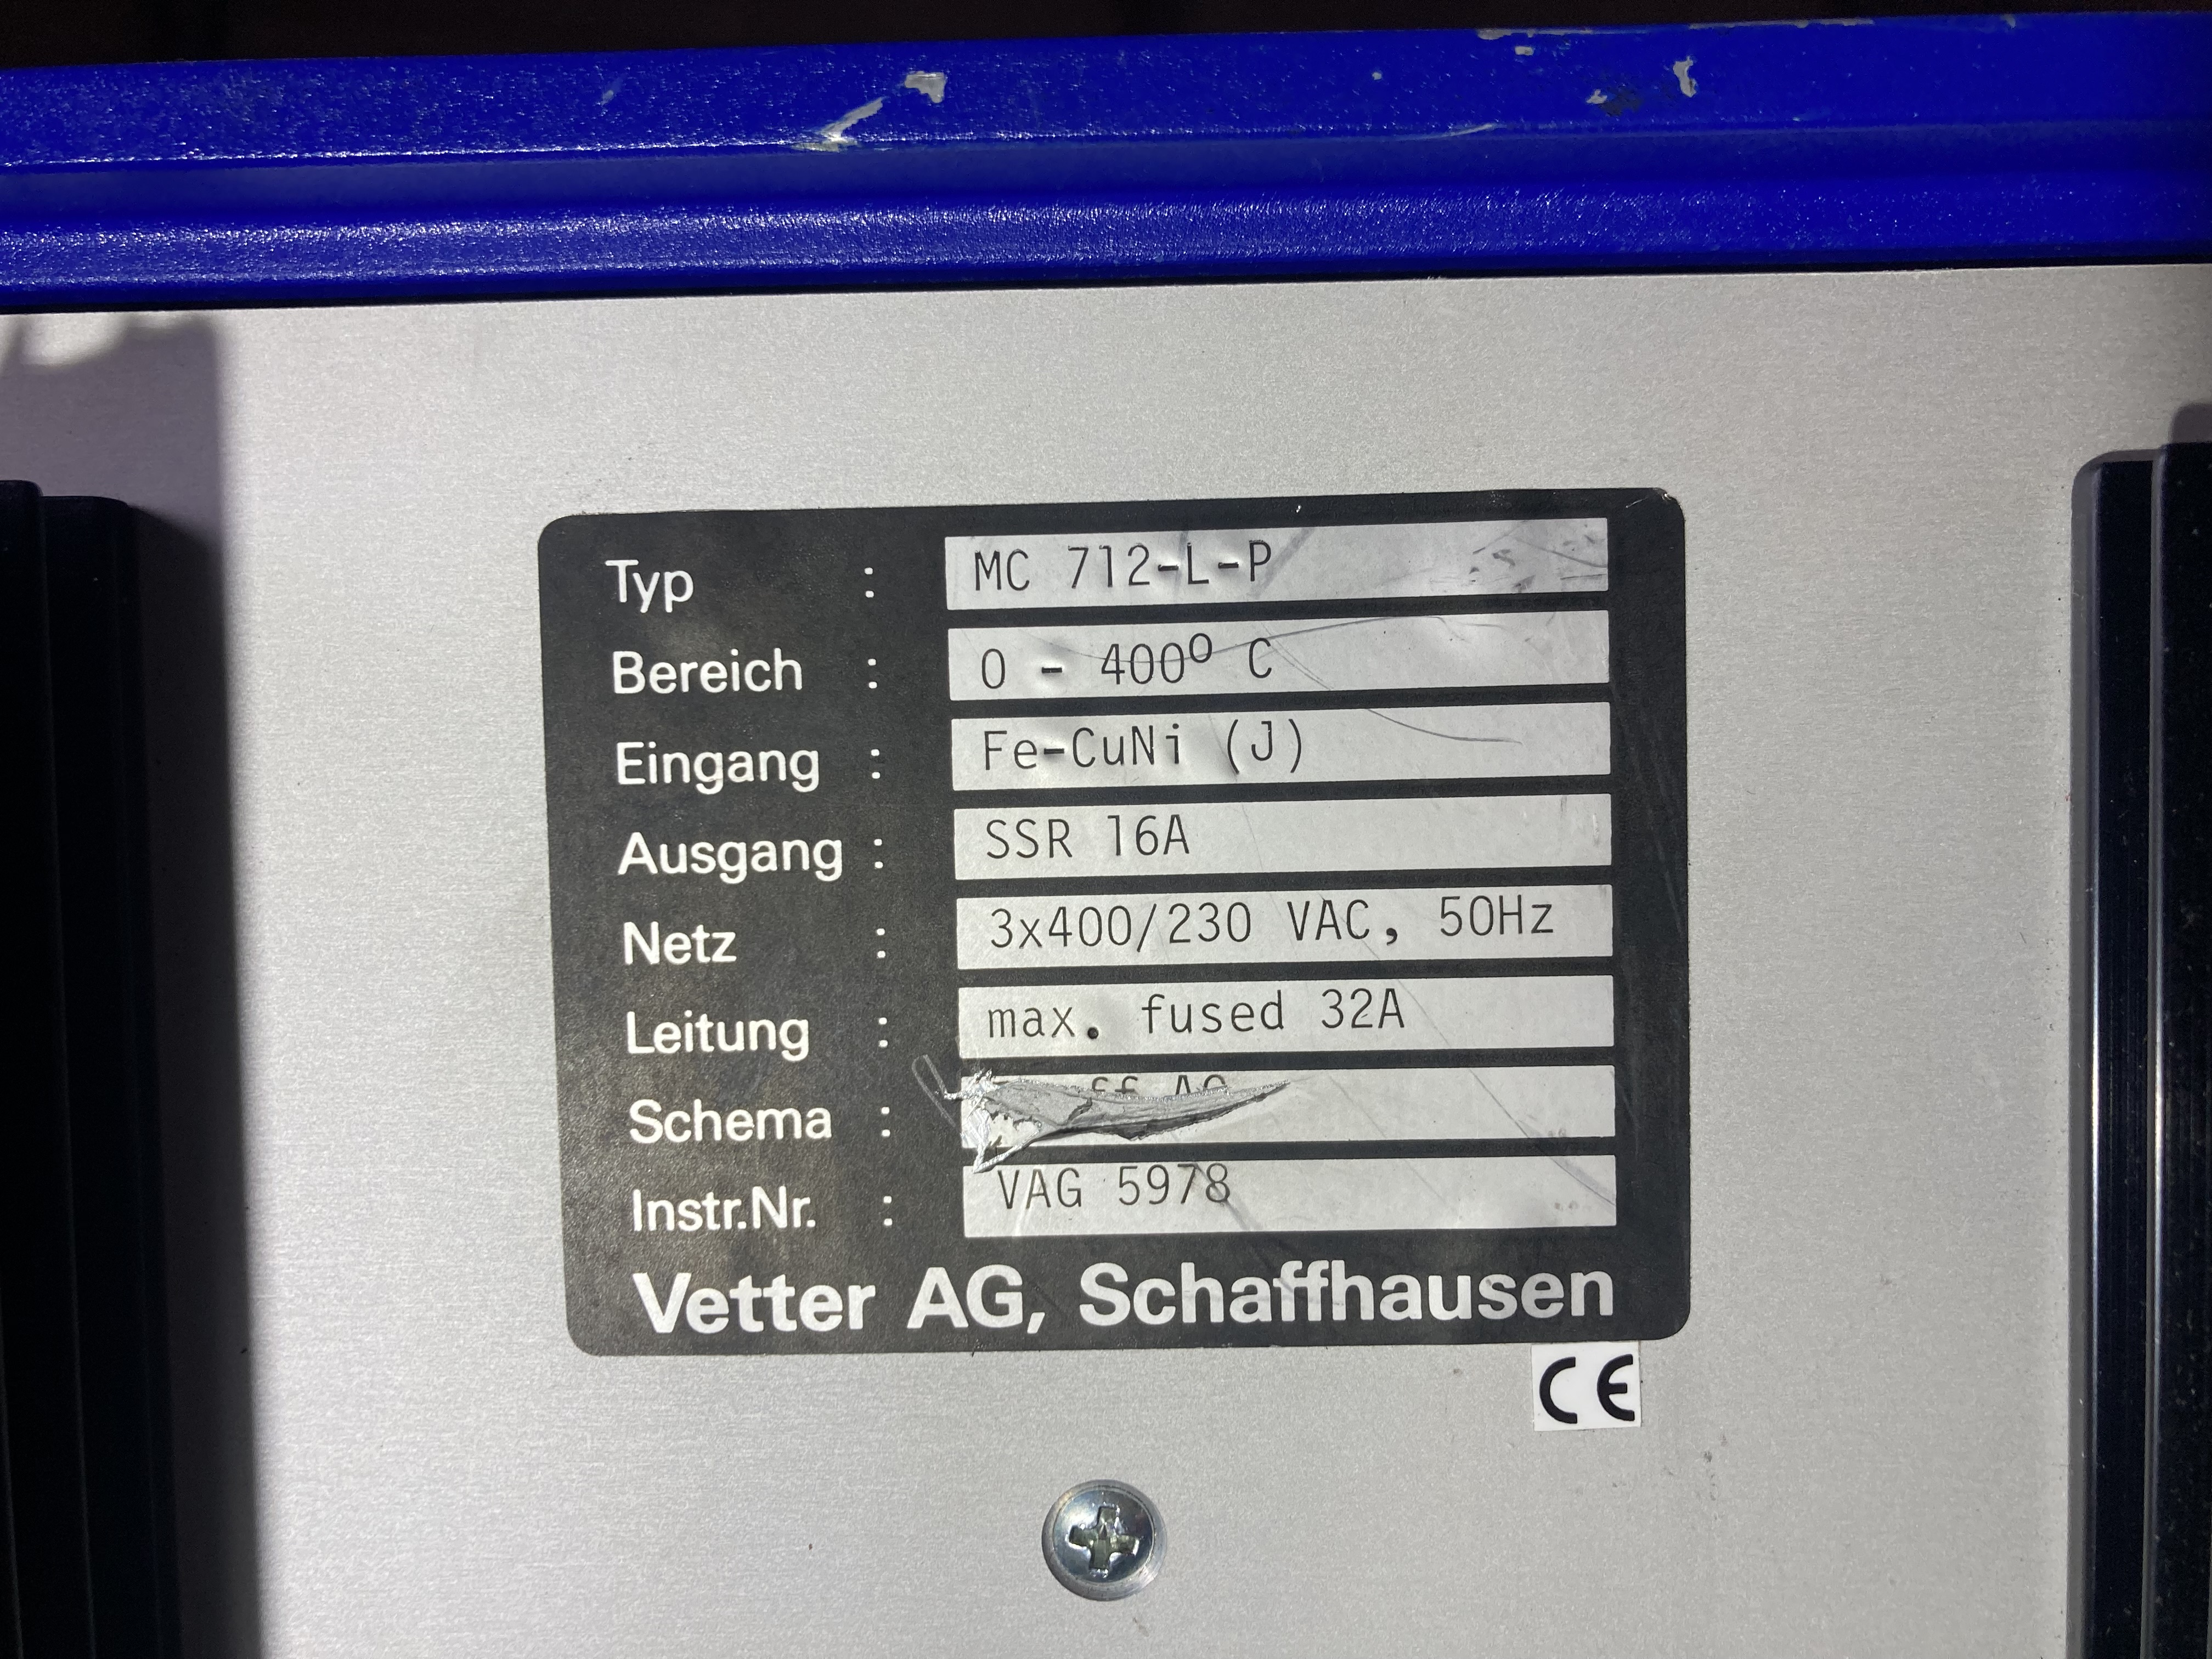 Typ : MC 712-L-P
Bereich : 0 - 400º C
Eingang : Fe-CuNi (J)
Ausgang : SSR 16A
Netz : 3x400/230 VAC, 50Hz
Leitung : max. fused 32A
Schema :
Instr.Nr. : VAG 5978
Vetter AG, Schaffhausen
CE